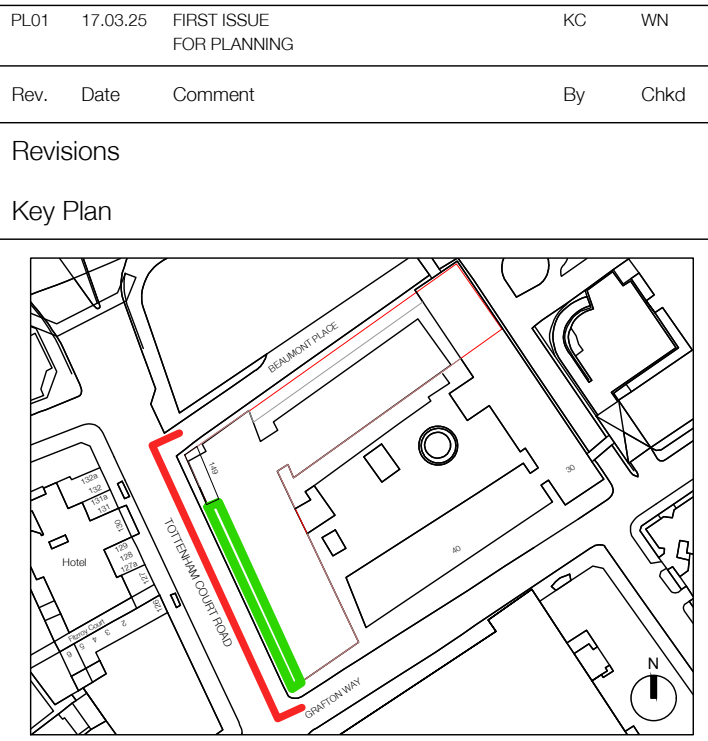 PL01 17.03.25 FIRST ISSUE KC WN
FOR PLANNING
Rev. Date Comment By Chkd
Revisions
Key Plan
BEAUMONT PLACE
149
132a
132
131a
131
130
129
128
127a
127
126
Hotel
TOTTENHAM COURT ROAD
Fitzroy Court
2
3
4
5
6
30
40
GRAFTON WAY
N